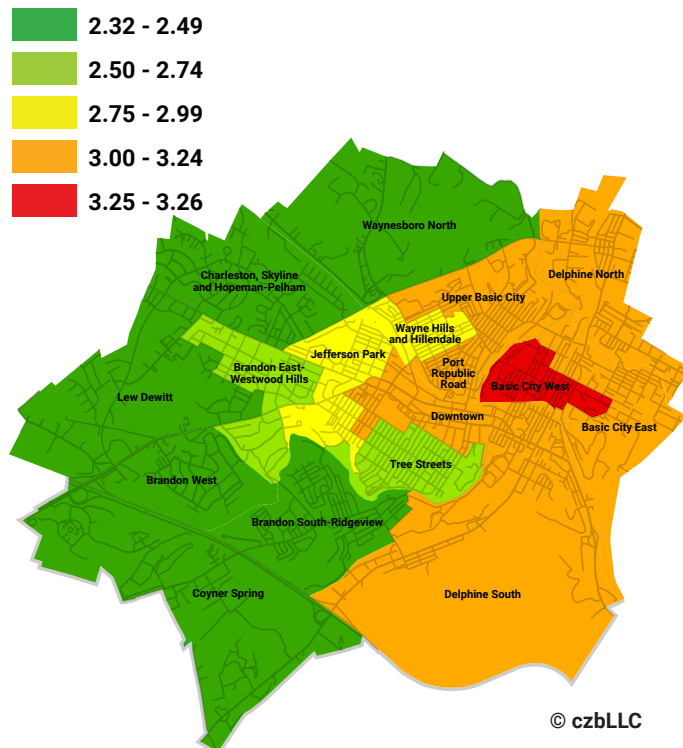 2.32 - 2.49
2.50 - 2.74
2.75 - 2.99
3.00 - 3.24
3.25 - 3.26
Waynesboro North
Charleston, Skyline
and Hopeman-Pelham
Delphine North
Upper Basic City
Wayne Hills
and Hillendale
Jefferson Park
Brandon East-
Westwood Hills
Port
Republic
Road
Basic City West
Lew Dewitt
Downtown
Basic City East
Tree Streets
Brandon West
Brandon South-Ridgeview
Coyner Spring
Delphine South
© czbLLC